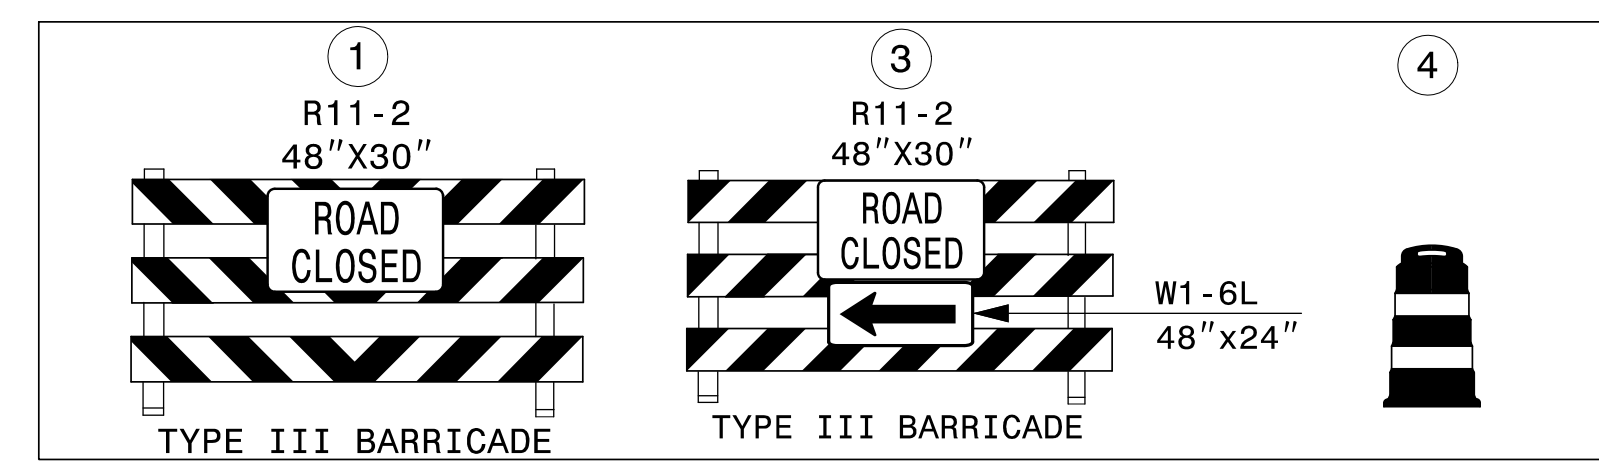 1
R11-2
48"X30"
ROAD
CLOSED
TYPE III BARRICADE
3
R11-2
48"X30"
ROAD
CLOSED
W1-6L
48"x24"
TYPE III BARRICADE
4